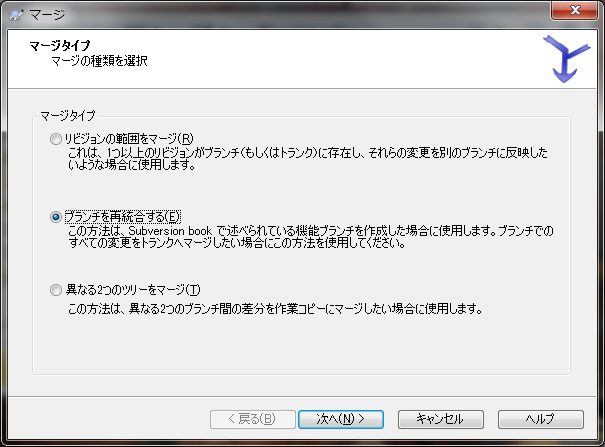 マージ
マージタイプ
マージの種類を選択
マージタイプ
リビジョンの範囲をマージ(R)
これは、1つ以上のリビジョンがブランチ(もしくはトランク)に存在し、それらの変更を別のブランチに反映した
いような場合に使用します。
ブランチを再統合する(E)
この方法は、Subversion book で述べられている機能ブランチを作成した場合に使用します。ブランチでの
すべての変更をトランクへマージしたい場合にこの方法を使用してください。
異なる2つのツリーをマージ(T)
この方法は、異なる2つのブランチ間の差分を作業コピーにマージしたい場合に使用します。
< 戻る(B) 次へ(N) > キャンセル ヘルプ